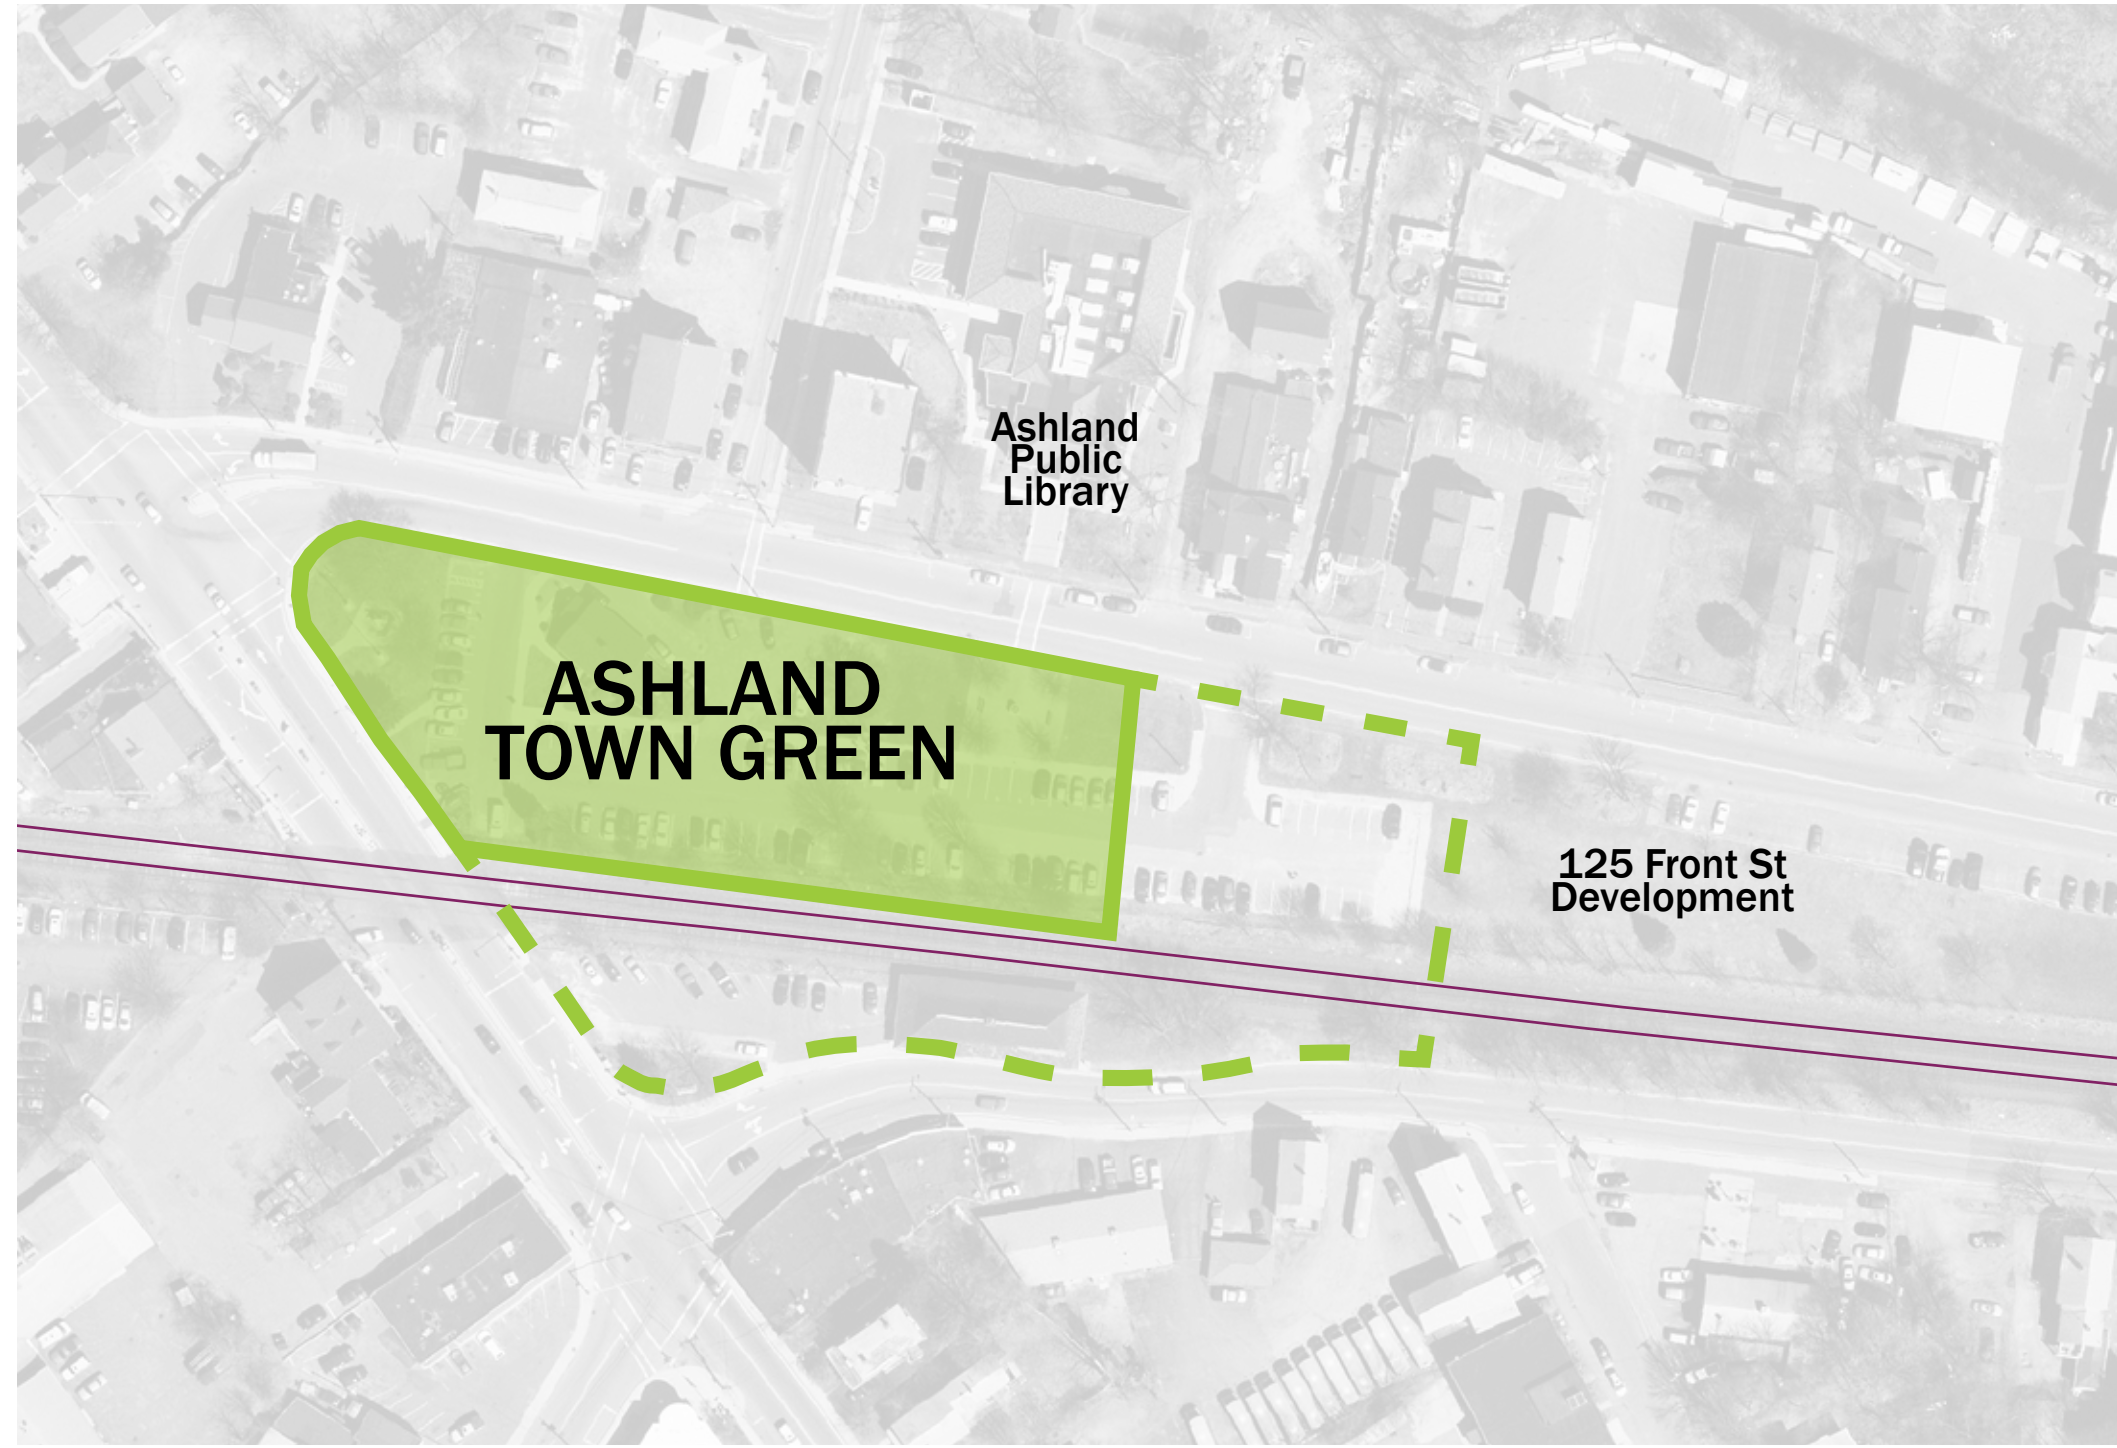 Ashland
Public
Library
ASHLAND
TOWN GREEN
125 Front St
Development